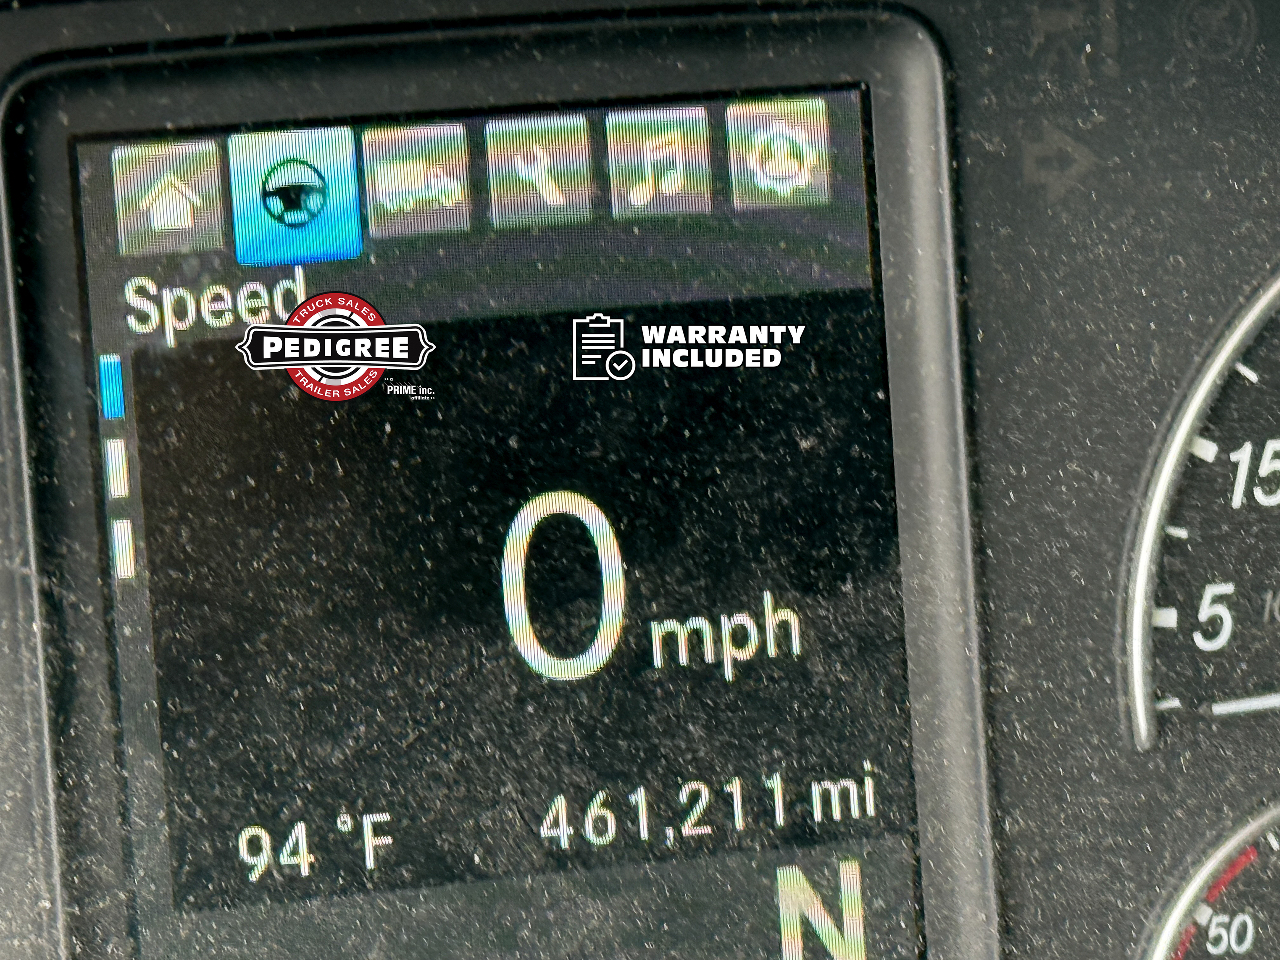 Speed
TRUCK SALES
PEDIGREE
TRAILER SALES
PRIME inc.
WARRANTY
INCLUDED
0 mph
94 °F
461,211 mi
N
15
5
50